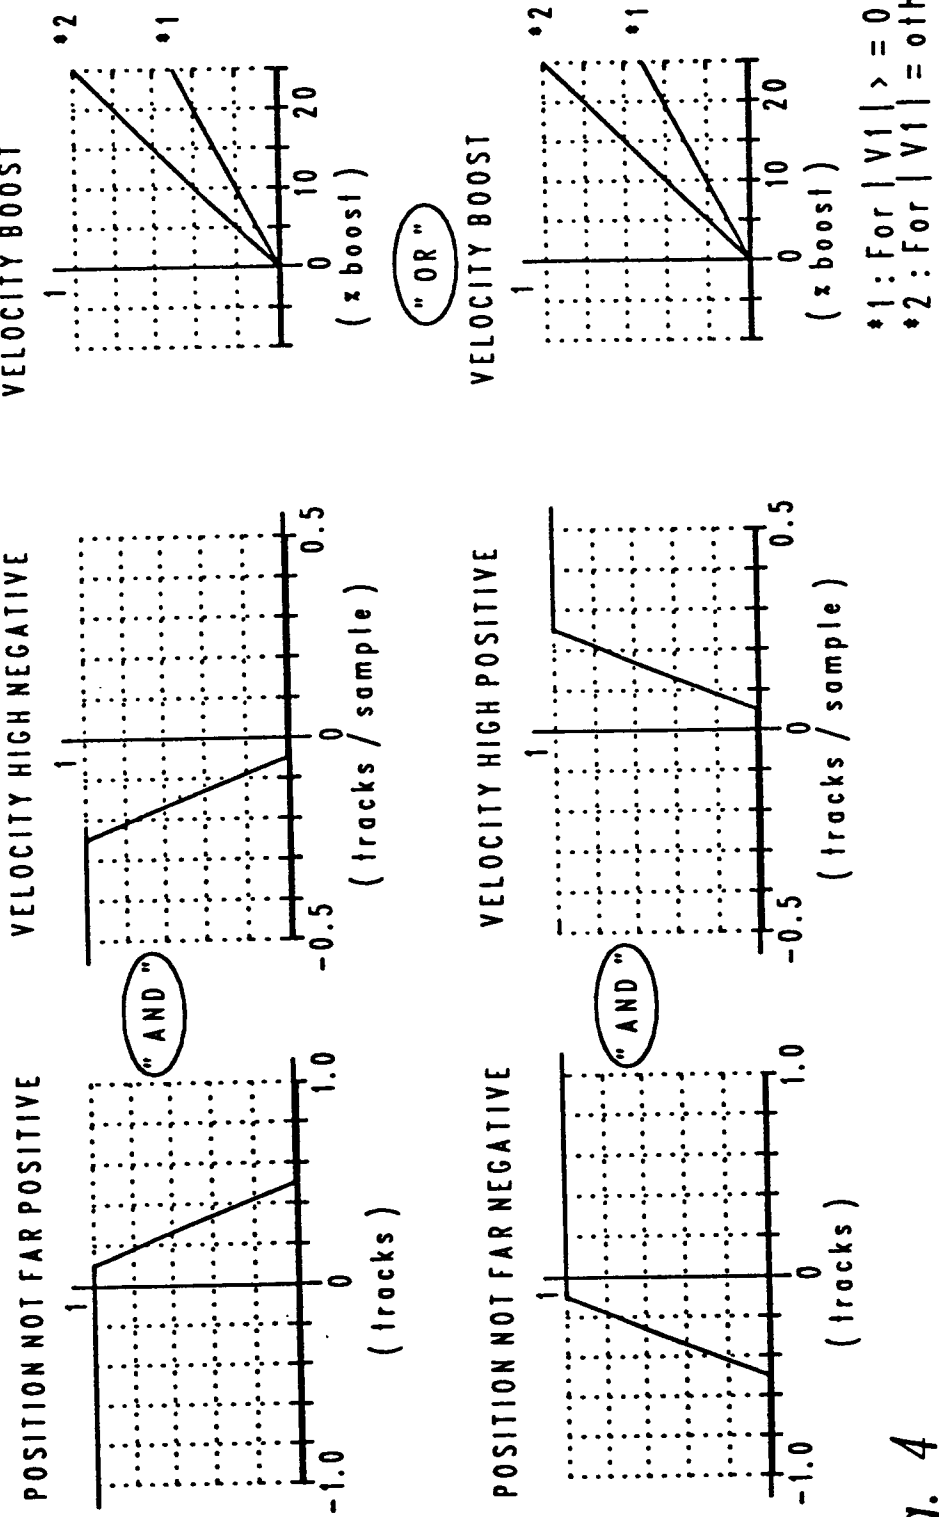 POSITION NOT FAR POSITIVE
1
-1.0
0
1.0
( tracks )
" AND "
VELOCITY HIGH NEGATIVE
1
-0.5
0
0.5
( tracks / sample )
VELOCITY BOOST
1
*2
*1
0
10
20
( % boost )
" OR "
POSITION NOT FAR NEGATIVE
1
-1.0
0
1.0
( tracks )
" AND "
VELOCITY HIGH POSITIVE
1
-0.5
0
0.5
( tracks / sample )
VELOCITY BOOST
1
*2
*1
0
10
20
( % boost )
*1 : For | V1 | > = 0
*2 : For | V1 | =
4